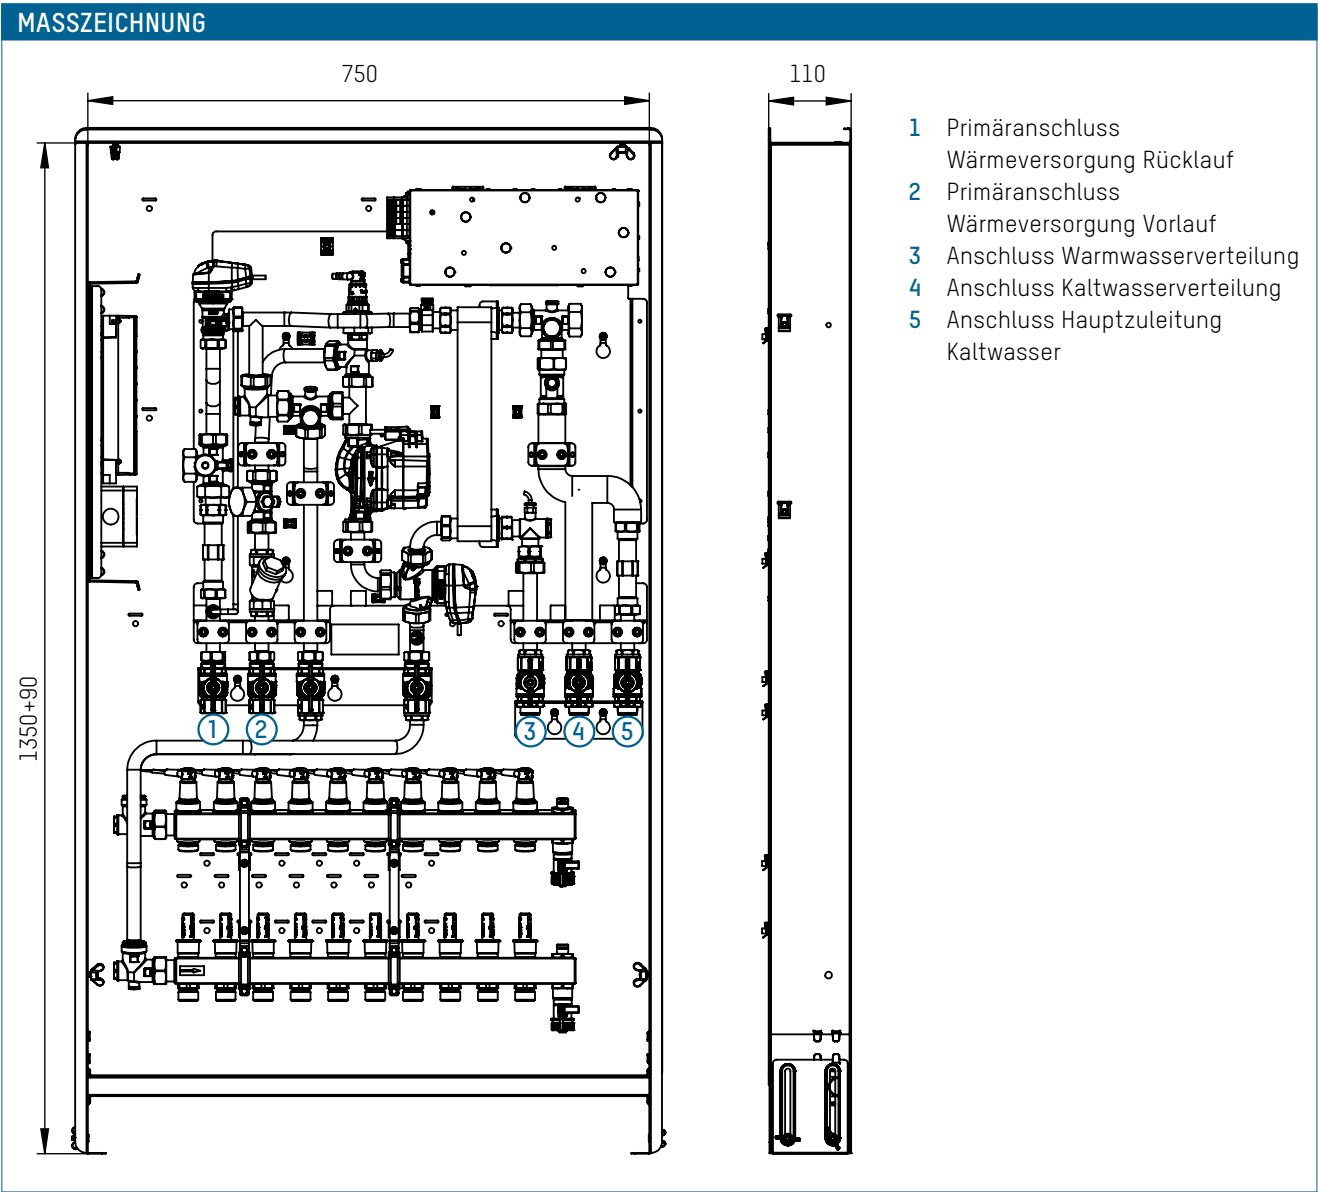 MASSZEICHNUNG
750
110
1350+90
1 Primäranschluss
Wärmeversorgung Rücklauf
2 Primäranschluss
Wärmeversorgung Vorlauf
3 Anschluss Warmwasserverteilung
4 Anschluss Kaltwasserverteilung
5 Anschluss Hauptzuleitung
Kaltwasser
1 2 3 4 5